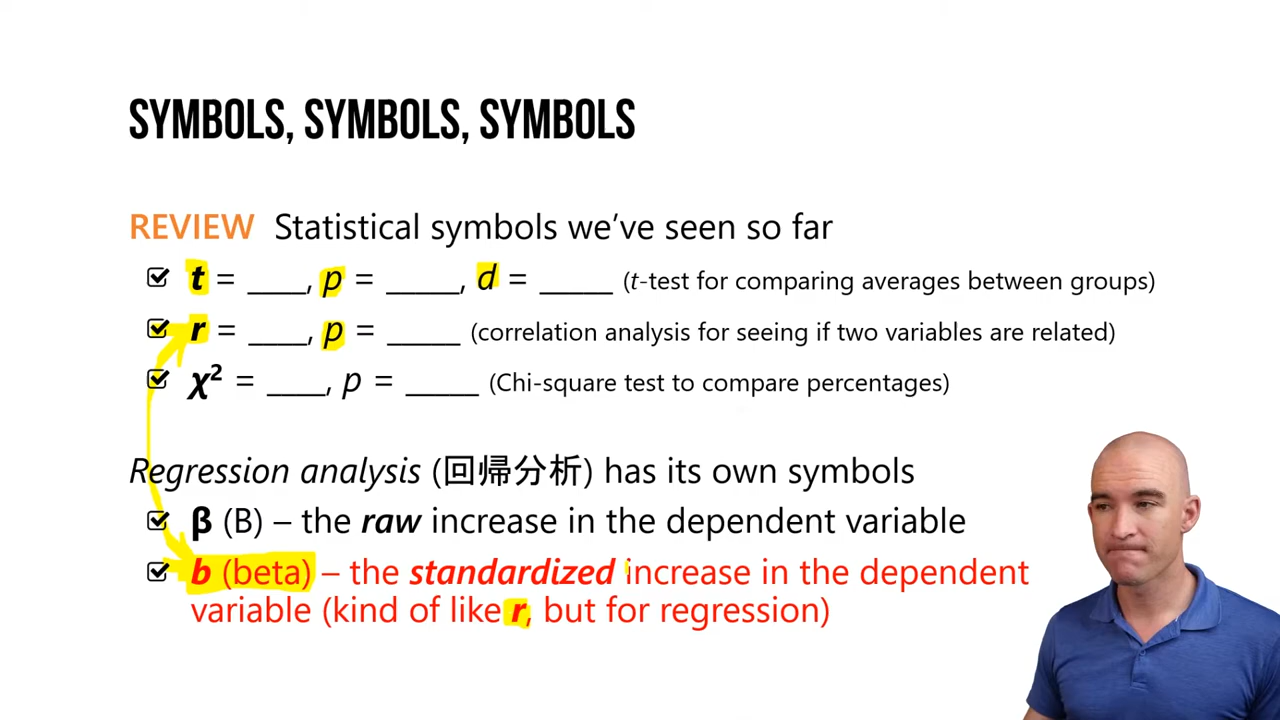 SYMBOLS, SYMBOLS, SYMBOLS
REVIEW Statistical symbols we’ve seen so far
t = ____, p = _____, d = _____ (t-test for comparing averages between groups)
r = ____, p = _____ (correlation analysis for seeing if two variables are related)
χ² = ____, p = _____ (Chi-square test to compare percentages)
Regression analysis (回帰分析) has its own symbols
β (B) – the raw increase in the dependent variable
b (beta) – the standardized increase in the dependent
variable (kind of like r, but for regression)